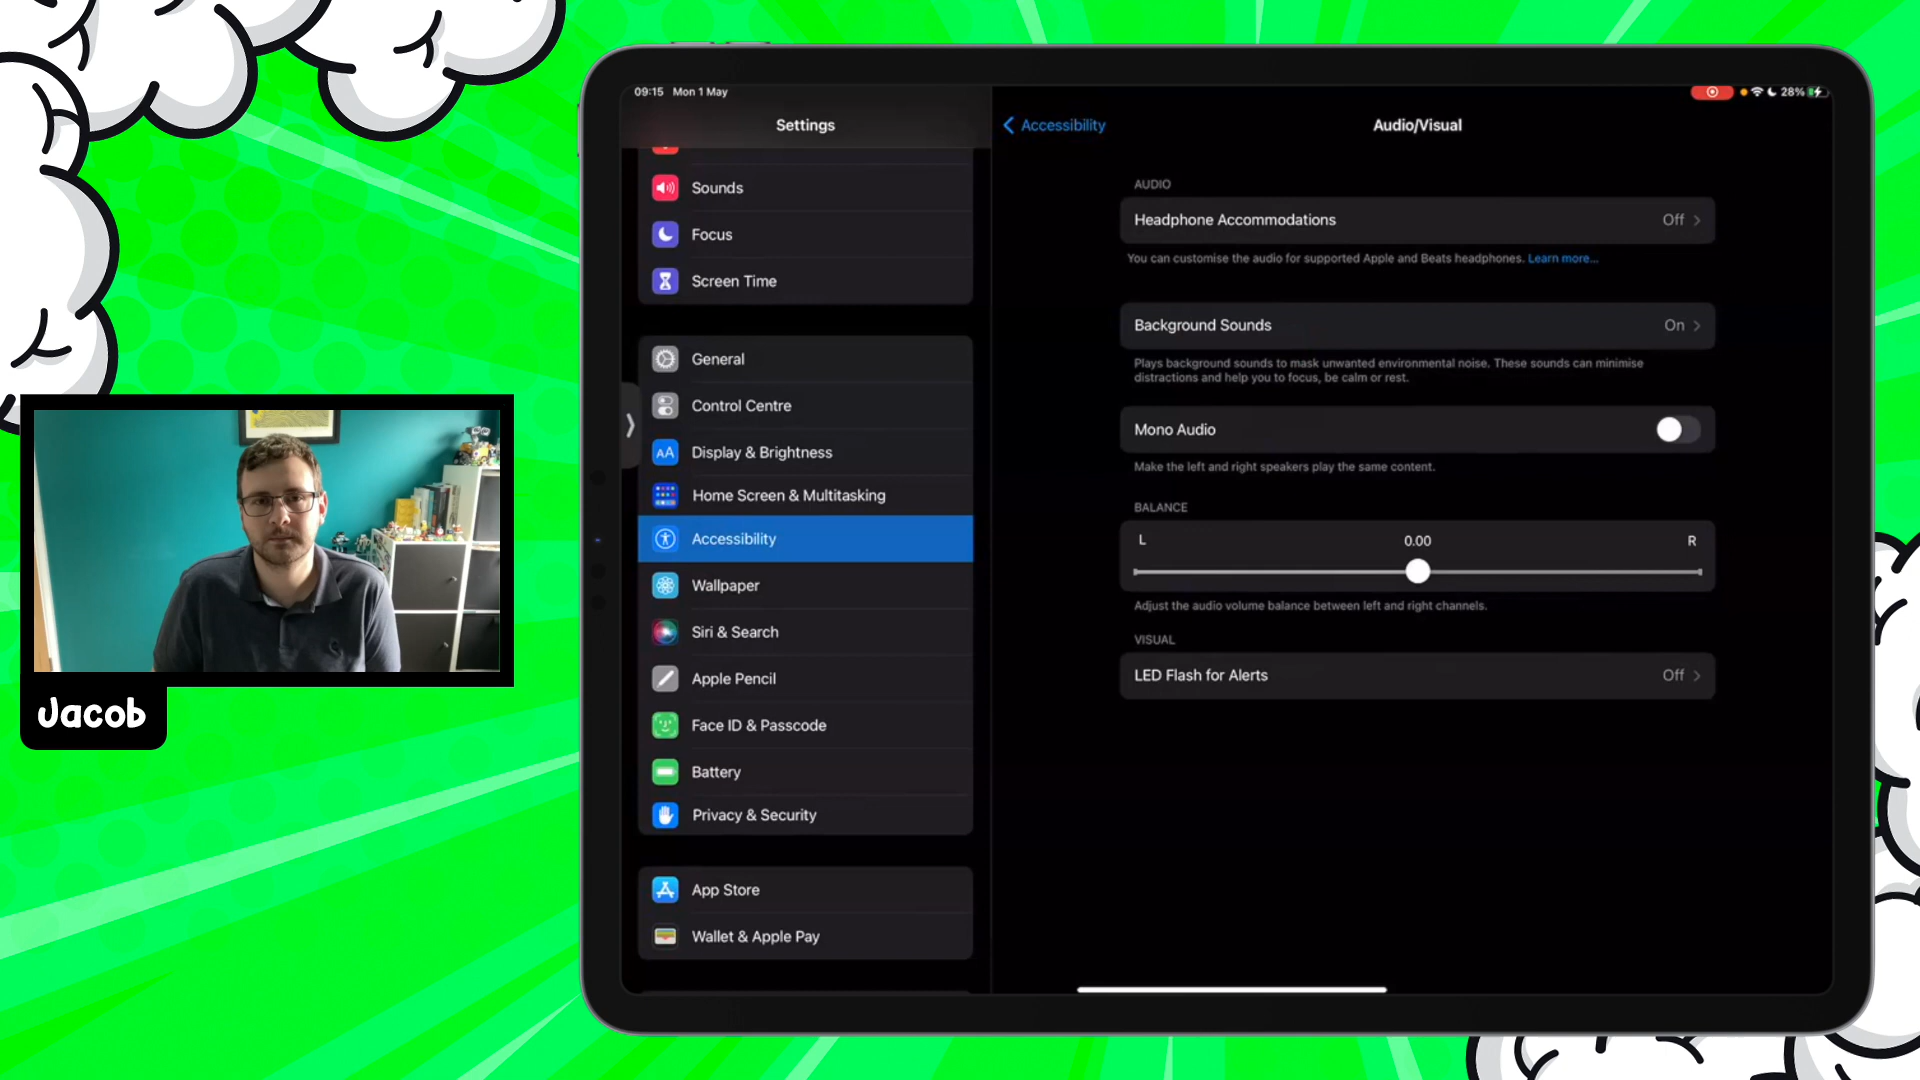 09:15 Mon 1 May
28%
Settings
Sounds
Focus
Screen Time
General
Control Centre
AA Display & Brightness
Home Screen & Multitasking
Accessibility
Wallpaper
Siri & Search
Apple Pencil
Face ID & Passcode
Battery
Privacy & Security
App Store
Wallet & Apple Pay
Accessibility
Audio/Visual
AUDIO
Headphone Accommodations Off
You can customise the audio for supported Apple and Beats headphones. Learn more...
Background Sounds On
Plays background sounds to mask unwanted environmental noise. These sounds can minimise
distractions and help you to focus, be calm or rest.
Mono Audio
Make the left and right speakers play the same content.
BALANCE
L 0.00 R
Adjust the audio volume balance between left and right channels.
VISUAL
LED Flash for Alerts Off
Jacob